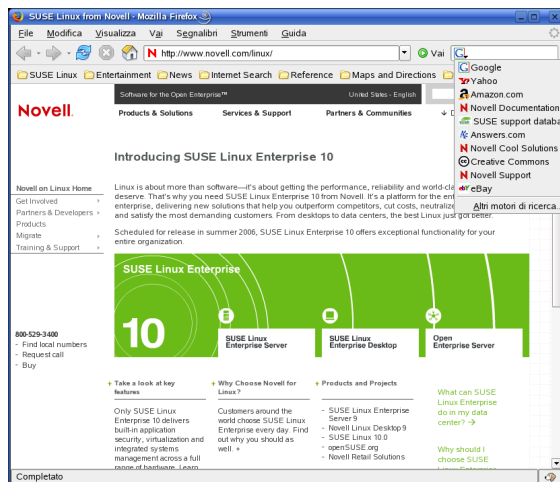 SUSE Linux from Novell - Mozilla Firefox
File Modifica Visualizza Vai Segnalibri Strumenti Guida
N http://www.novell.com/linux/ Vai G
SUSE Linux Entertainment News Internet Search Reference Maps and Directions
Google
Yahoo
Amazon.com
Novell Documentation
SUSE support databa
Answers.com
Novell Cool Solutions
Creative Commons
Novell Support
eBay
Altri motori di ricerca...
Novell.
Software for the Open Enterprise™ United States - English
Products & Solutions Services & Support Partners & Communities
Introducing SUSE Linux Enterprise 10
Novell on Linux Home
Get Involved
Partners & Developers
Products
Migrate
Training & Support
Linux is about more than software—it's about getting the performance, reliability and world-cla
deserve. That's why you need SUSE Linux Enterprise 10 from Novell. It's a platform for the en
enterprise, delivering new solutions that help you outperform competitors, cut costs, neutralize
and satisfy the most demanding customers. From desktops to data centers, the best Linux just got better.
Scheduled for release in summer 2006, SUSE Linux Enterprise 10 offers exceptional functionality for your
entire organization.
SUSE Linux Enterprise
10
SUSE Linux
Enterprise Server
SUSE Linux
Enterprise Desktop
Open
Enterprise Server
800-529-3400
- Find local numbers
- Request call
- Buy
+ Take a look at key
features
Only SUSE Linux
Enterprise 10 delivers
built-in application
security, virtualization and
integrated systems
management across a full
range of hardware. Learn
+ Why Choose Novell for
Linux?
Customers around the
world choose SUSE Linux
Enterprise every day. Find
out why you should as
well. +
+ Products and Projects
- SUSE Linux Enterprise
Server 9
- Novell Linux Desktop 9
- SUSE Linux 10.0
- openSUSE.org
- Novell Retail Solutions
What can SUSE
Linux Enterprise
do in my data
center? →
Why should I
choose SUSE
Linux Enterprise
Completato